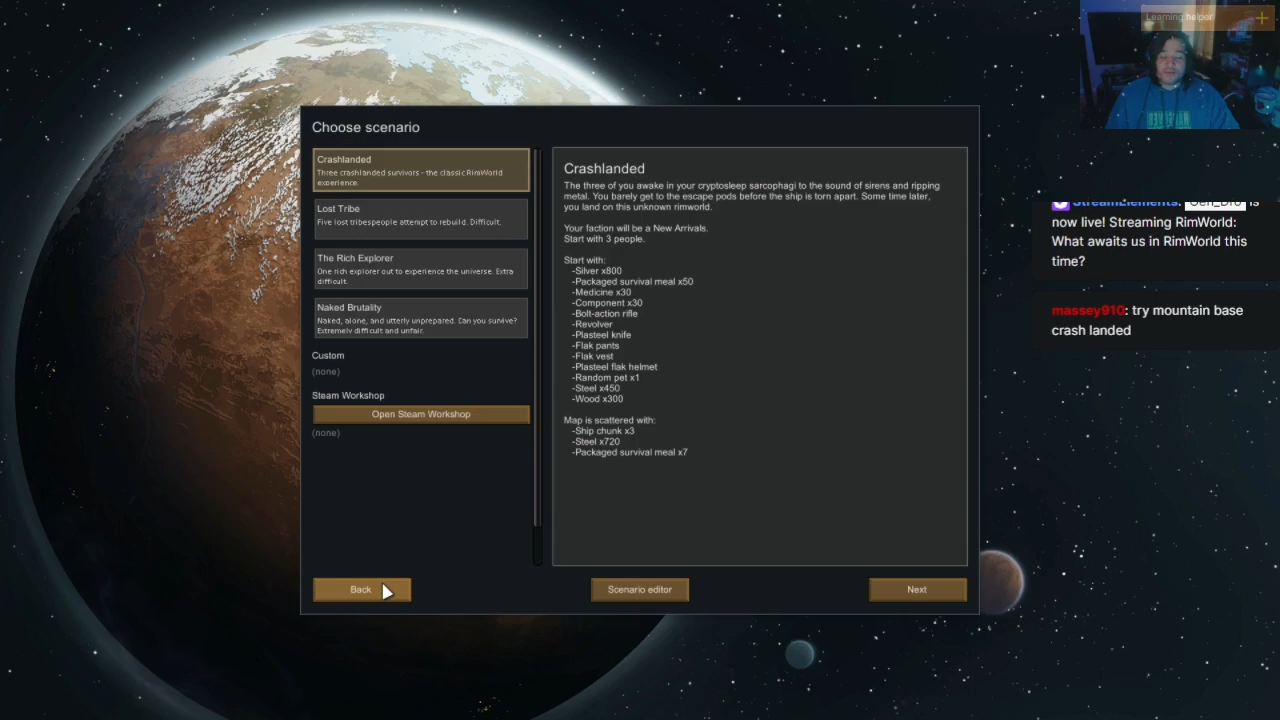 Learning helper
Choose scenario
Crashlanded
Three crashlanded survivors - the classic RimWorld
experience.
Lost Tribe
Five lost tribespeople attempt to rebuild. Difficult.
The Rich Explorer
One rich explorer out to experience the universe. Extra
difficult.
Naked Brutality
Naked, alone, and utterly unprepared. Can you survive?
Extremely difficult and unfair.
Custom
(none)
Steam Workshop
Open Steam Workshop
(none)
Crashlanded
The three of you awake in your cryptosleep sarcophagi to the sound of sirens and ripping
metal. You barely get to the escape pods before the ship is torn apart. Some time later,
you land on this unknown rimworld.
Your faction will be a New Arrivals.
Start with 3 people.
Start with:
-Silver x800
-Packaged survival meal x50
-Medicine x30
-Component x30
-Bolt-action rifle
-Revolver
-Plasteel knife
-Flak pants
-Flak vest
-Plasteel flak helmet
-Random pet x1
-Steel x450
-Wood x300
Map is scattered with:
-Ship chunk x3
-Steel x720
-Packaged survival meal x7
Back
Scenario editor
Next
StreamElements: is
now live! Streaming RimWorld:
What awaits us in RimWorld this
time?
massey910: try mountain base
crash landed